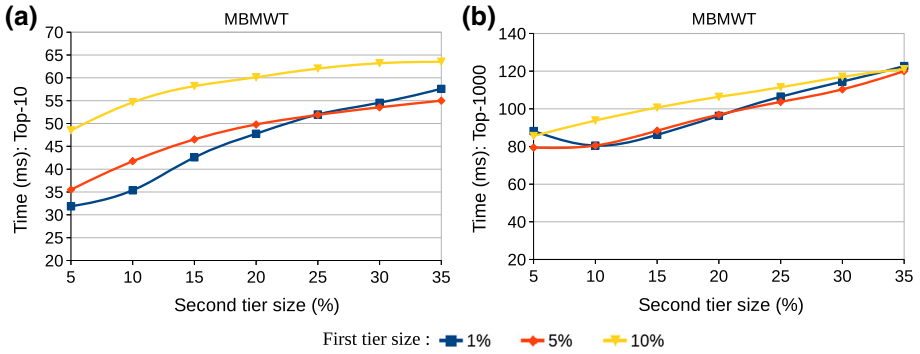 (a)
MBMWT
Time (ms): Top-10
70
65
60
55
50
45
40
35
30
25
20
5 10 15 20 25 30 35
Second tier size (%)
(b)
MBMWT
Time (ms): Top-1000
140
120
100
80
60
40
20
5 10 15 20 25 30 35
Second tier size (%)
First tier size : 1% 5% 10%